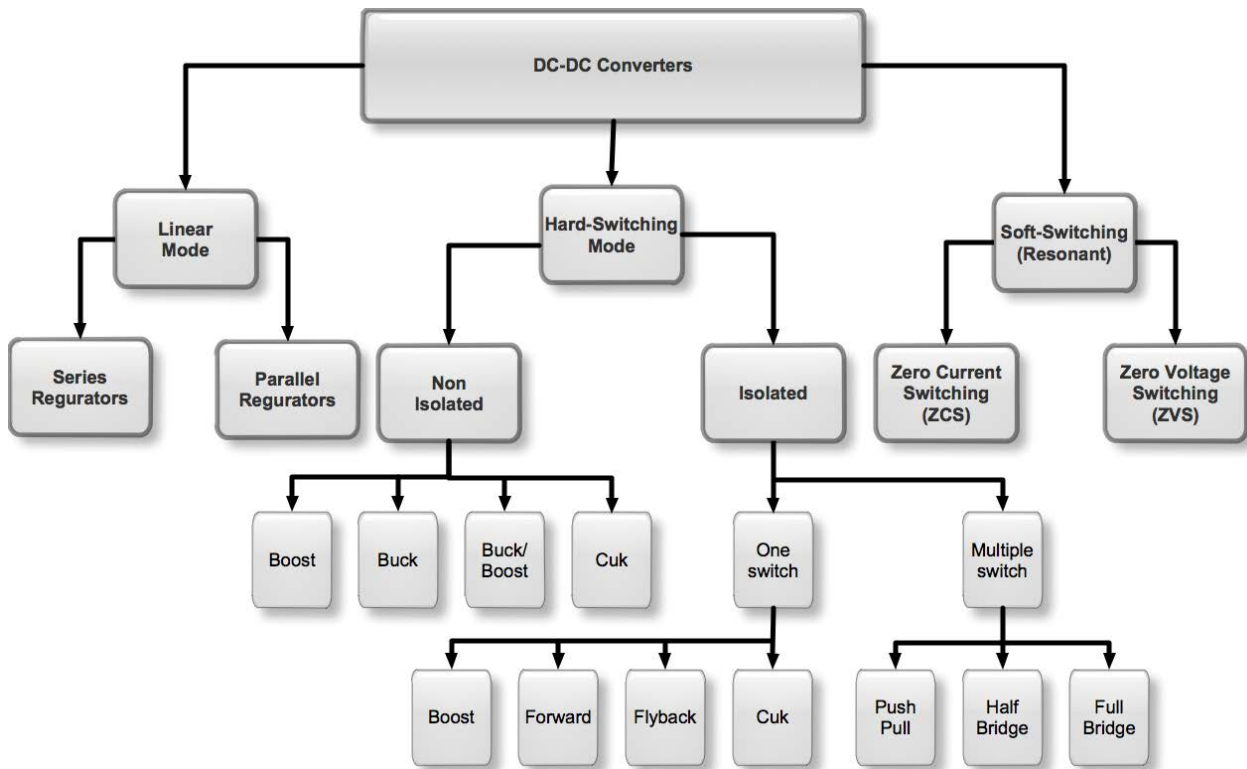 DC-DC Converters
Linear
Mode
Hard-Switching
Mode
Soft-Switching
(Resonant)
Series
Regurators
Parallel
Regurators
Non
Isolated
Isolated
Zero Current
Switching
(ZCS)
Zero Voltage
Switching
(ZVS)
Boost
Buck
Buck/
Boost
Cuk
One
switch
Multiple
switch
Boost
Forward
Flyback
Cuk
Push
Pull
Half
Bridge
Full
Bridge